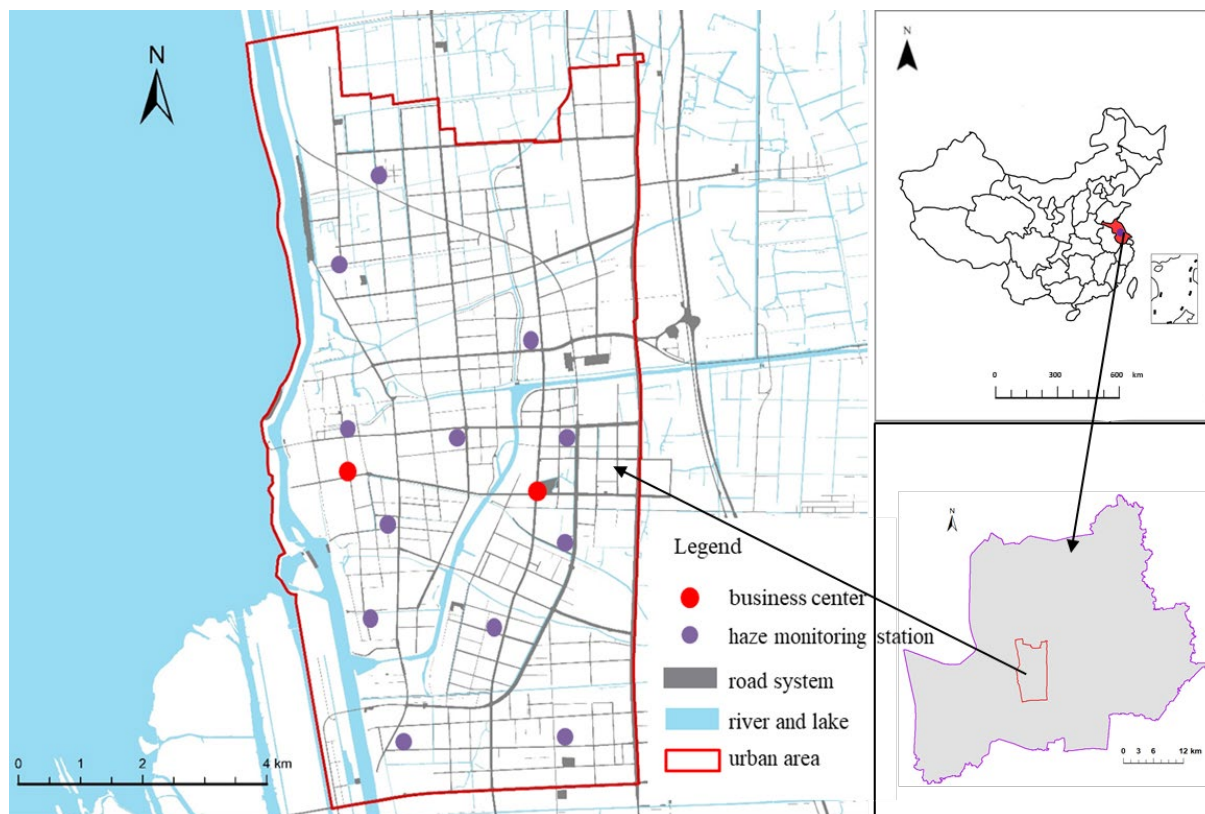 N
Legend
business center
haze monitoring station
road system
river and lake
urban area
0 1 2 4 km
N
0 300 600 km
N
0 3 6 12 km